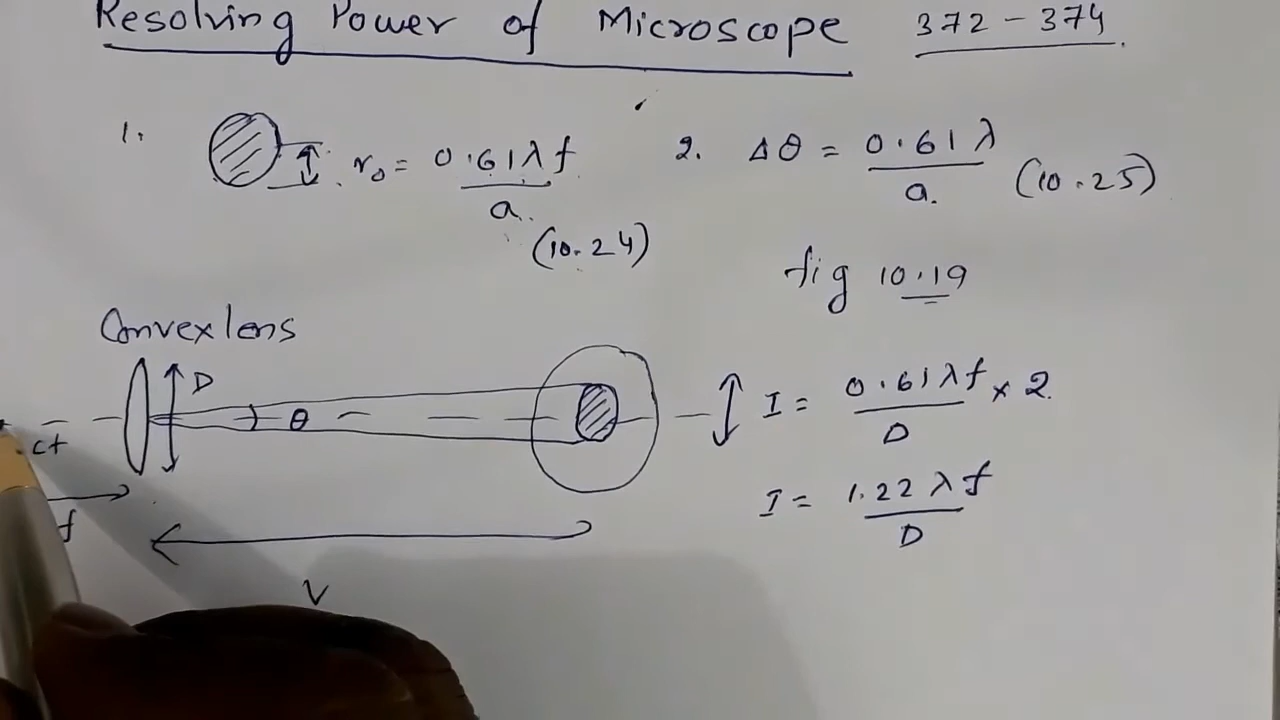 Resolving Power of Microscope 372 - 374.
1. r₀ = 0.61λf / a. (10.24)
2. Δθ = 0.61λ / a. (10.25)
fig 10.19
Convex lens
D
θ
ct
f
V
I = 0.61λf / D × 2.
I = 1.22λf / D